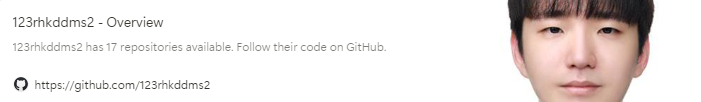 123rhkddms2 - Overview
123rhkddms2 has 17 repositories available. Follow their code on GitHub.
https://github.com/123rhkddms2